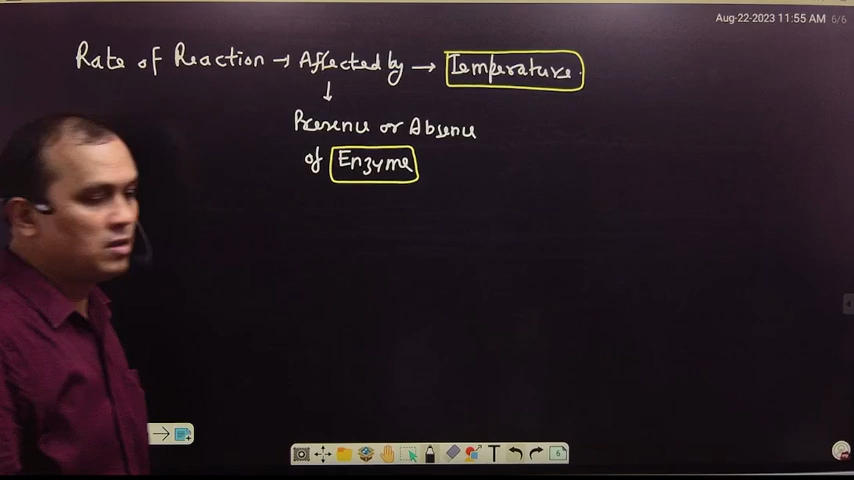 Aug-22-2023 11:55 AM 6/6
Rate of Reaction → Affected by → Temperature.
↓
Presence or Absence
of Enzyme
T
6